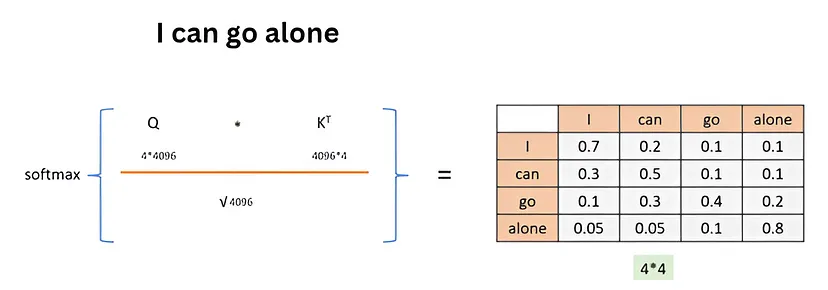 I can go alone
Q * Kᵀ
4*4096 4096*4
softmax
√4096
=
I can go alone
I 0.7 0.2 0.1 0.1
can 0.3 0.5 0.1 0.1
go 0.1 0.3 0.4 0.2
alone 0.05 0.05 0.1 0.8
4*4